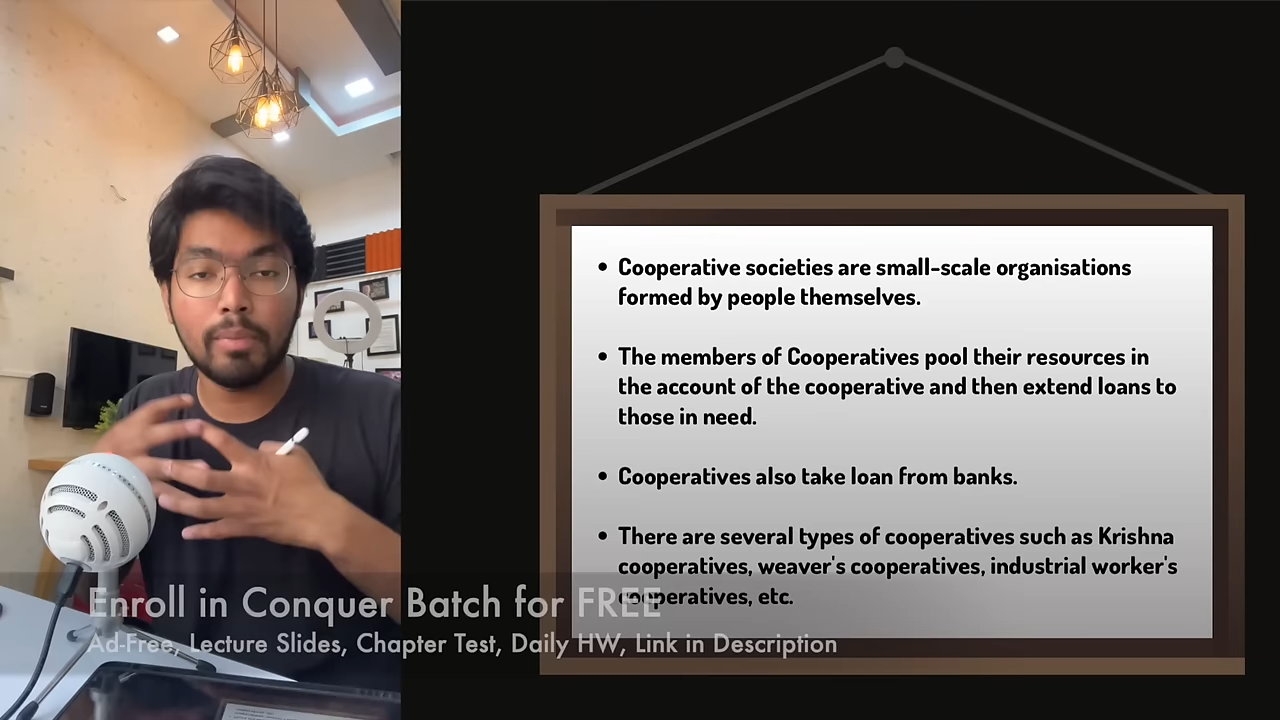 • Cooperative societies are small-scale organisations
formed by people themselves.
• The members of Cooperatives pool their resources in
the account of the cooperative and then extend loans to
those in need.
• Cooperatives also take loan from banks.
• There are several types of cooperatives such as Krishna
cooperatives, weaver's cooperatives, industrial worker's
cooperatives, etc.
Enroll in Conquer Batch for FREE
Ad-Free, Lecture Slides, Chapter Test, Daily HW, Link in Description